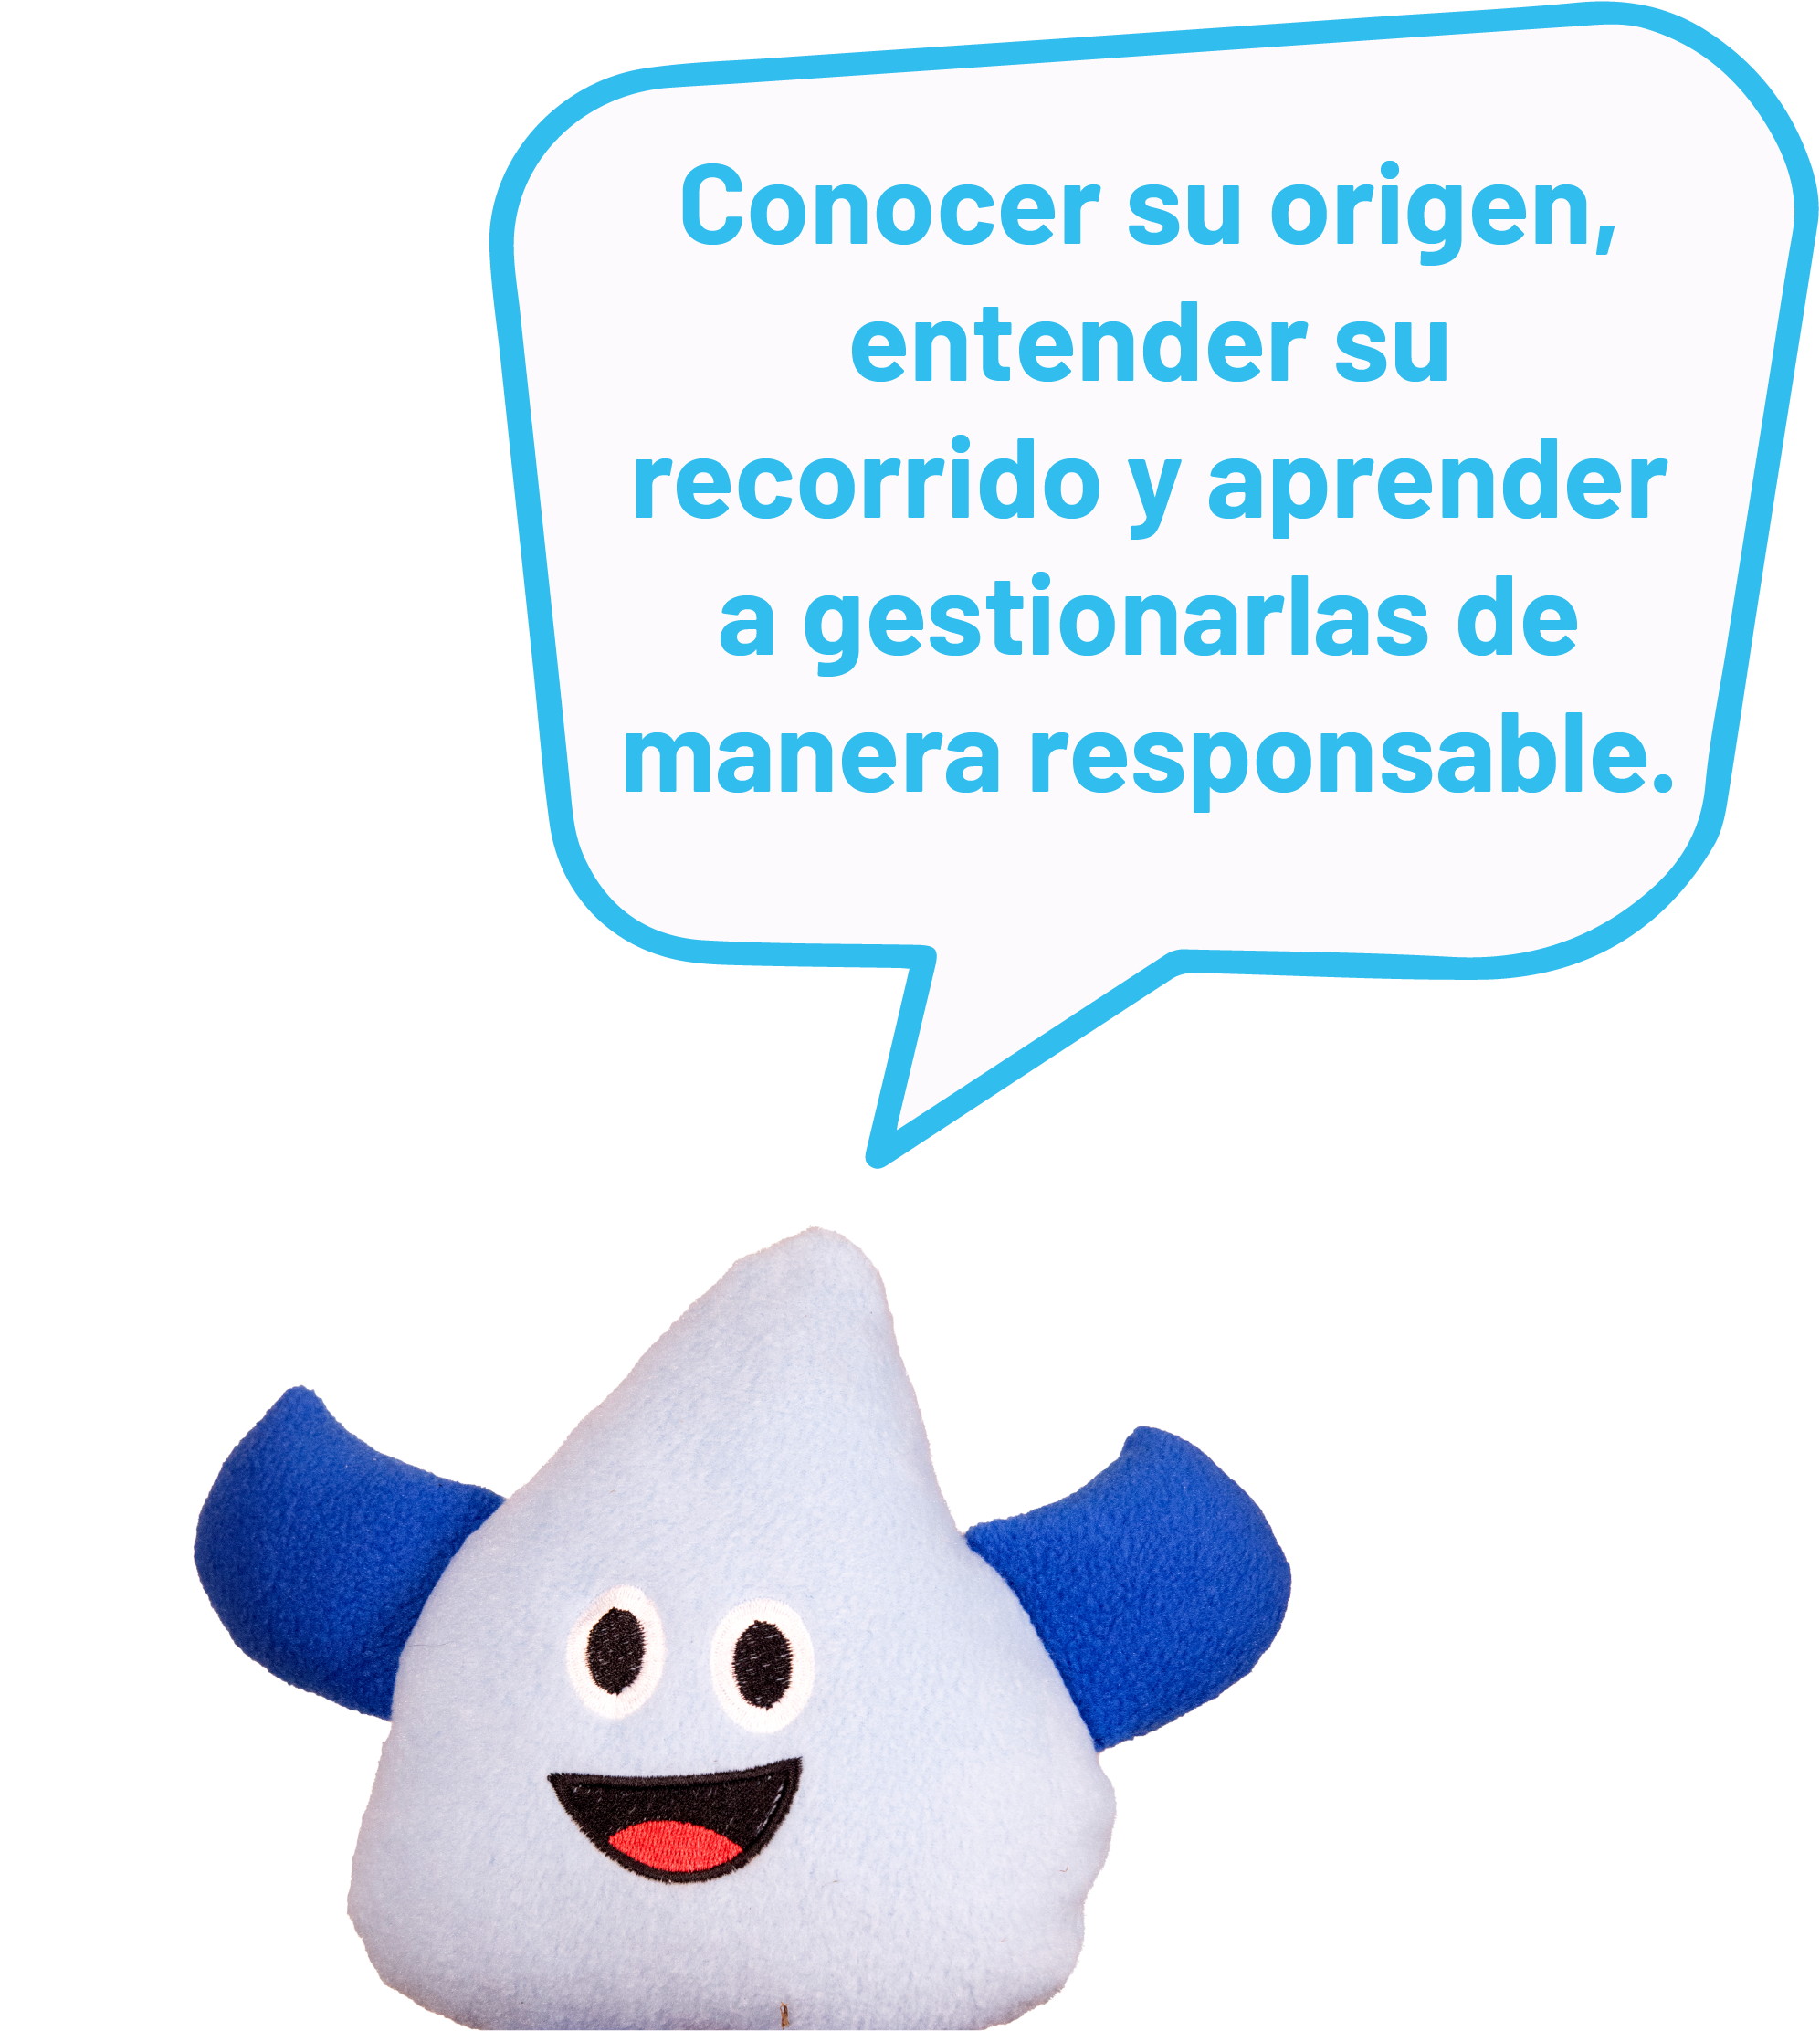 Conocer su origen,
entender su
recorrido y aprender
a gestionarlas de
manera responsable.